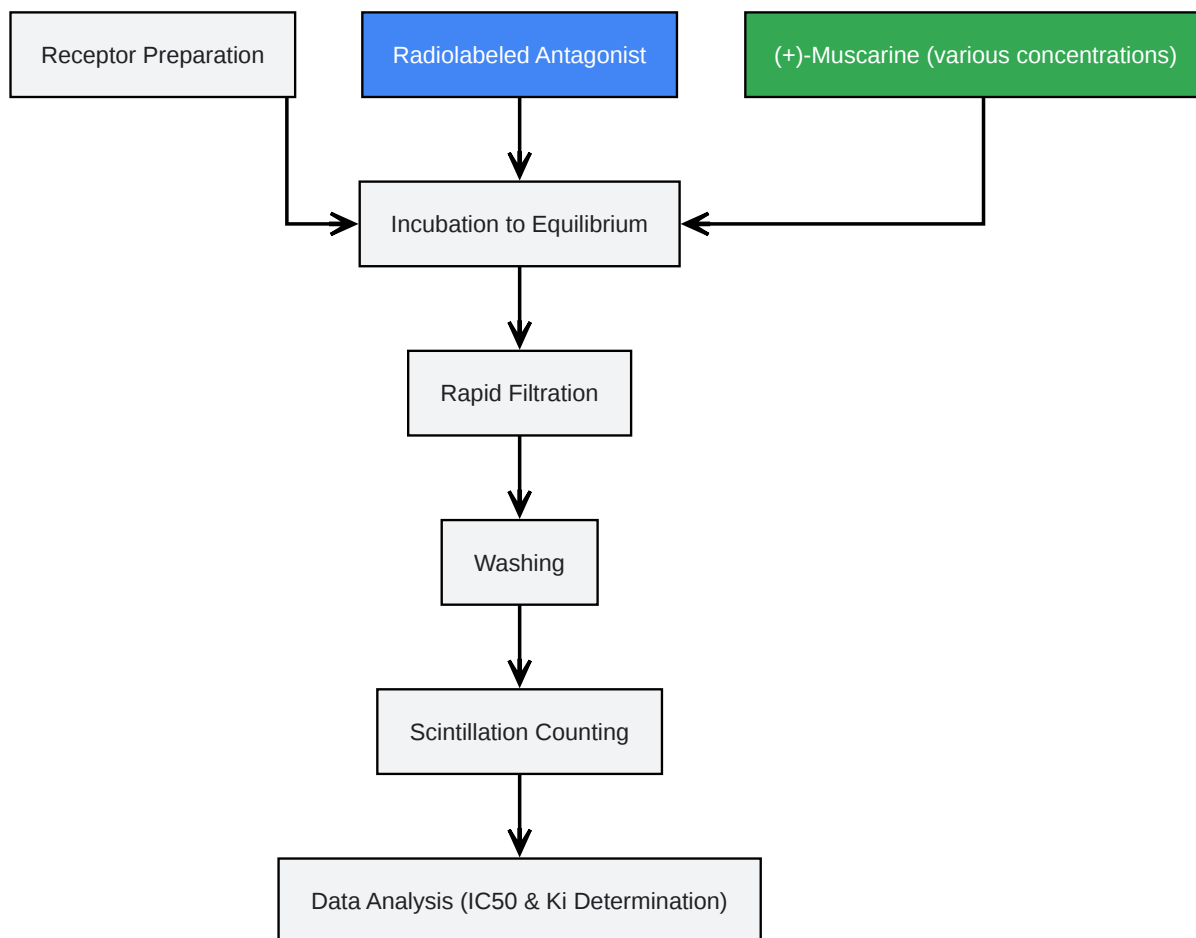 Receptor Preparation
Radiolabeled Antagonist
(+)-Muscarine (various concentrations)
Incubation to Equilibrium
Rapid Filtration
Washing
Scintillation Counting
Data Analysis (IC50 & Ki Determination)